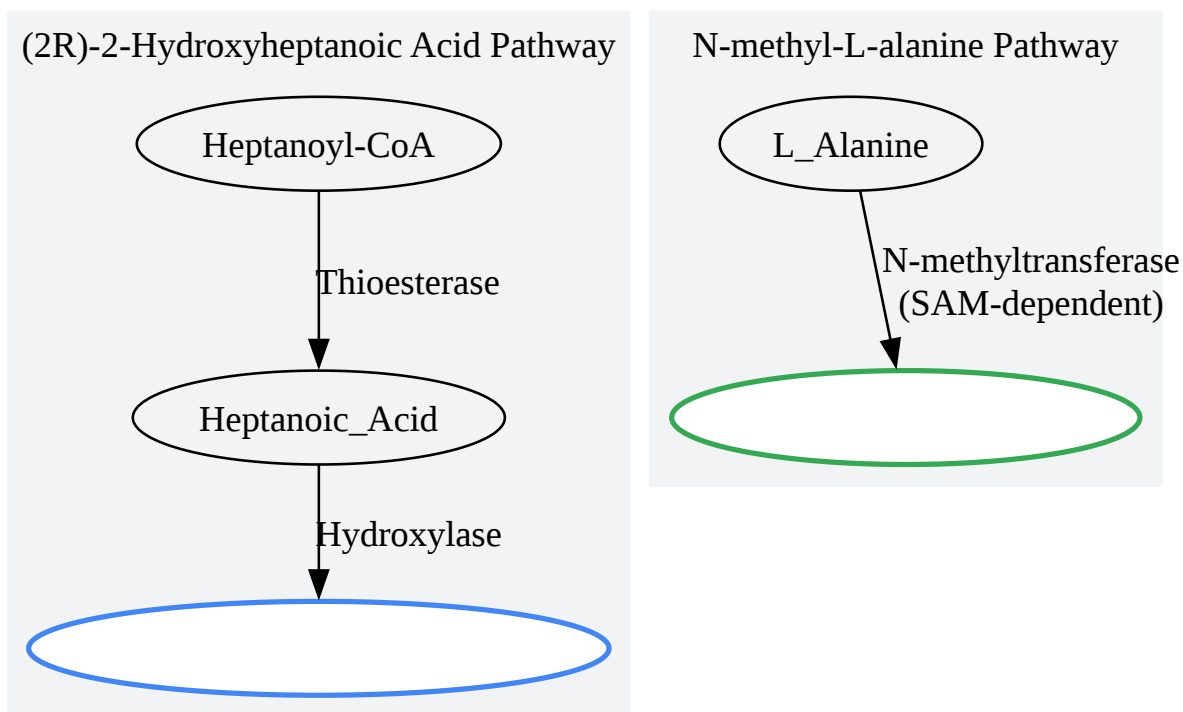 (2R)-2-Hydroxyheptanoic Acid Pathway
Heptanoyl-CoA
Thioesterase
Heptanoic_Acid
Hydroxylase
N-methyl-L-alanine Pathway
L_Alanine
N-methyltransferase
(SAM-dependent)